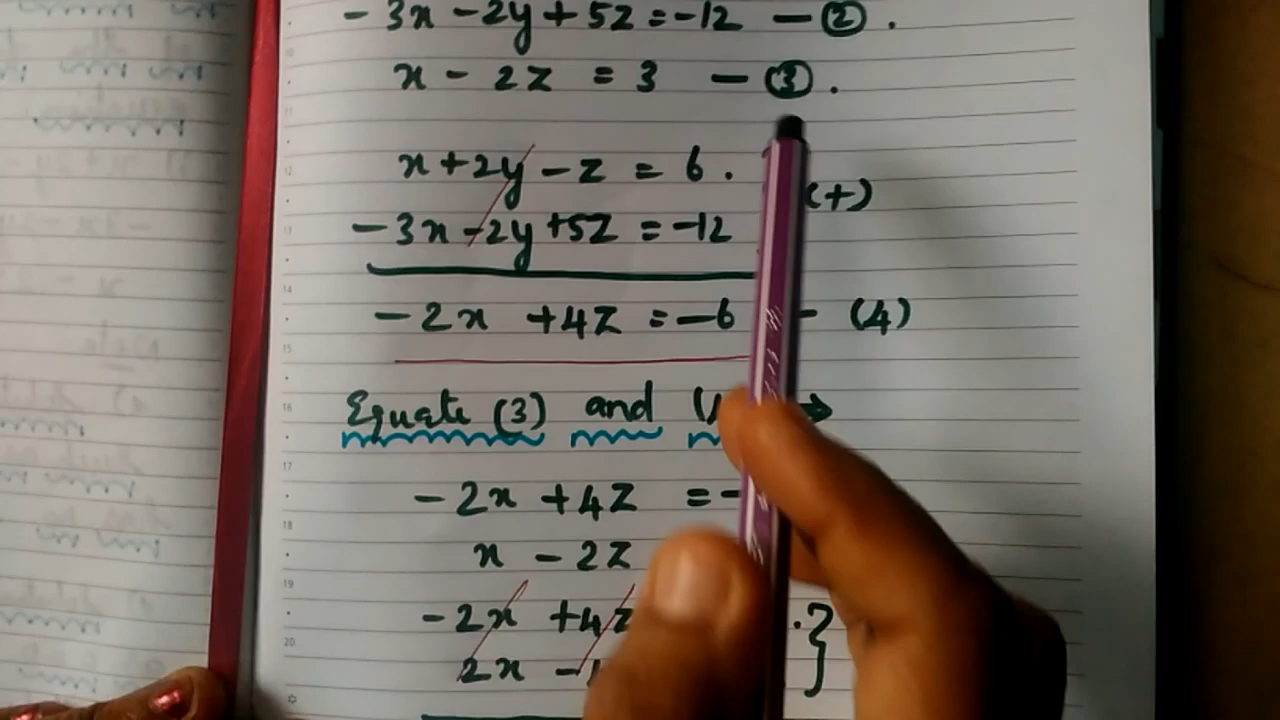 - 3x - 2y + 5z = -12 — ②.
x - 2z = 3 — ③.
x + 2y - z = 6.
(+)
- 3x - 2y + 5z = -12
- 2x + 4z = -6 - (4)
Equate (3) and
- 2x + 4z = -
x - 2z
- 2x + 4z
2x -